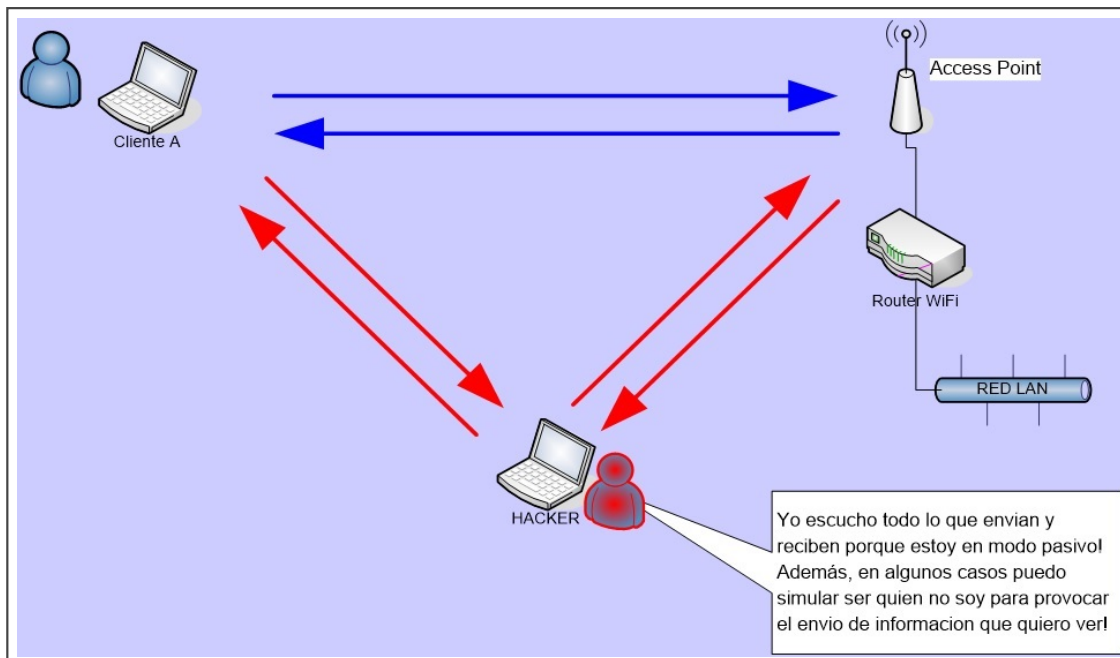 Access Point
Cliente A
Router WiFi
RED LAN
HACKER
Yo escucho todo lo que envian y
reciben porque estoy en modo pasivo!
Además, en algunos casos puedo
simular ser quien no soy para provocar
el envio de informacion que quiero ver!